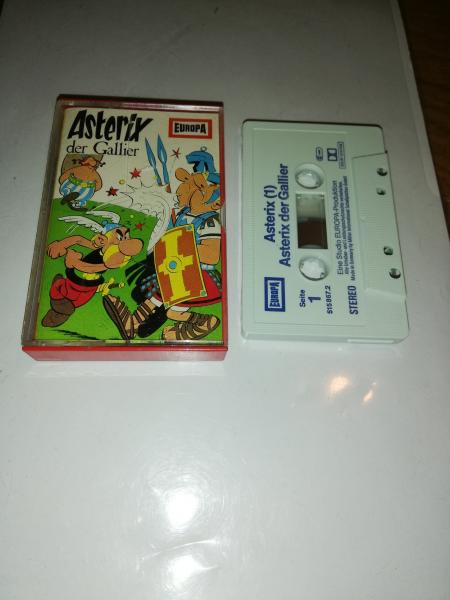 Asterix
der Gallier
EUROPA
Asterix (1)
Asterix der Gallier
EUROPA
Seite
1
515 867.2
Eine Studio EUROPA-Produktion
STEREO